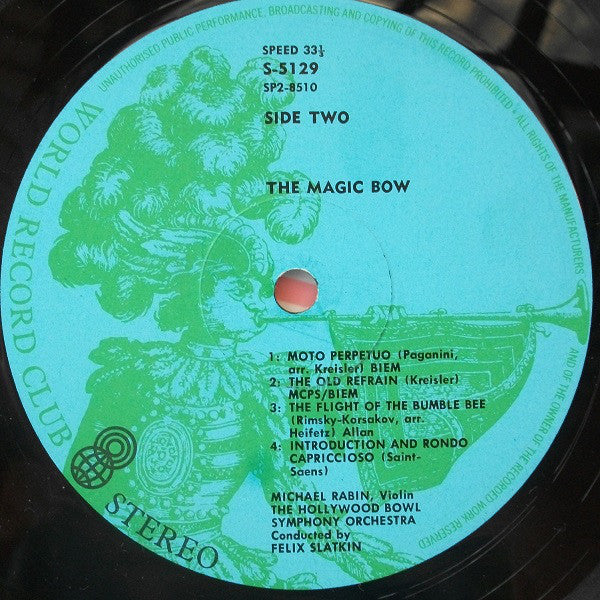 UNAUTHORISED PUBLIC PERFORMANCE, BROADCASTING AND COPYING OF THIS RECORD PROHIBITED • ALL RIGHTS OF THE MANUFACTURERS AND OF THE OWNER OF THE RECORDED WORK RESERVED
WORLD RECORD CLUB
STEREO
SPEED 33⅓
S-5129
SP2-8510
SIDE TWO
THE MAGIC BOW
1: MOTO PERPETUO (Paganini,
arr. Kreisler) BIEM
2: THE OLD REFRAIN (Kreisler)
MCPS/BIEM
3: THE FLIGHT OF THE BUMBLE BEE
(Rimsky-Korsakov, arr.
Heifetz) Allan
4: INTRODUCTION AND RONDO
CAPRICCIOSO (Saint-
Saens)
MICHAEL RABIN, Violin
THE HOLLYWOOD BOWL
SYMPHONY ORCHESTRA
Conducted by
FELIX SLATKIN